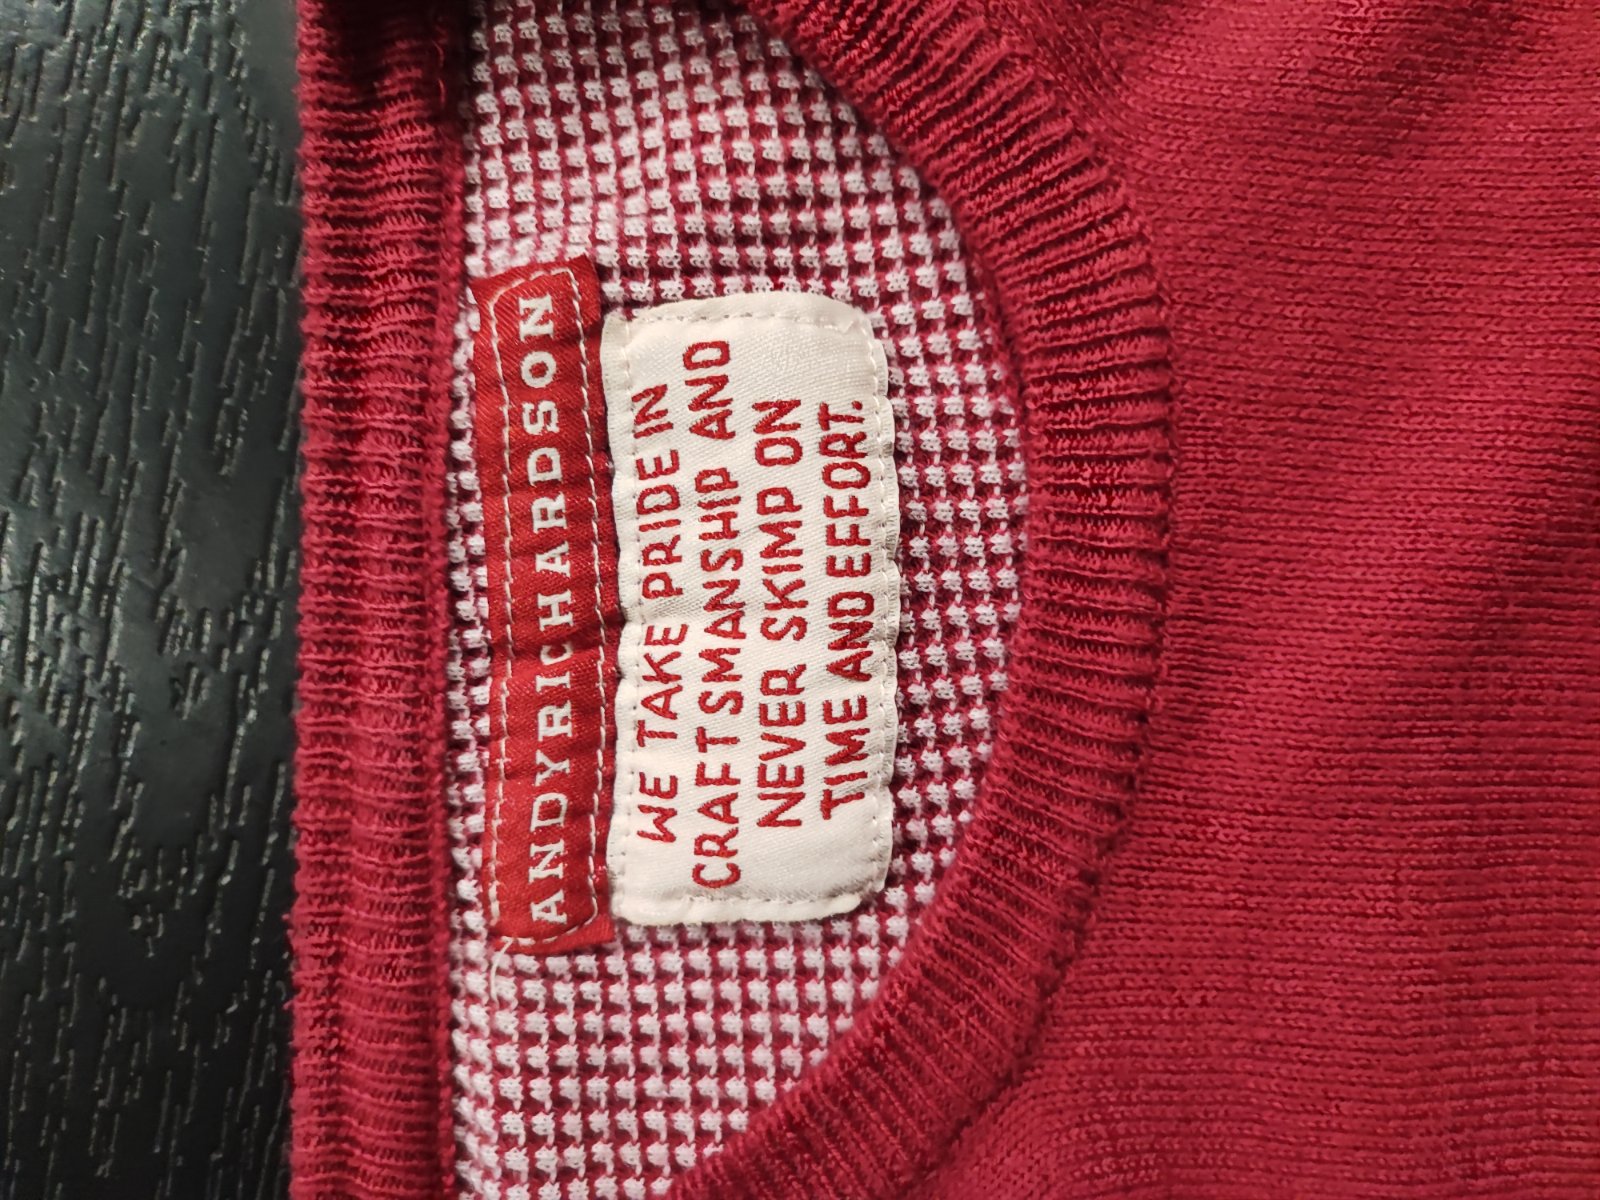 ANDYRICHARDSON
WE TAKE PRIDE IN
CRAFTSMANSHIP AND
NEVER SKIMP ON
TIME AND EFFORT.